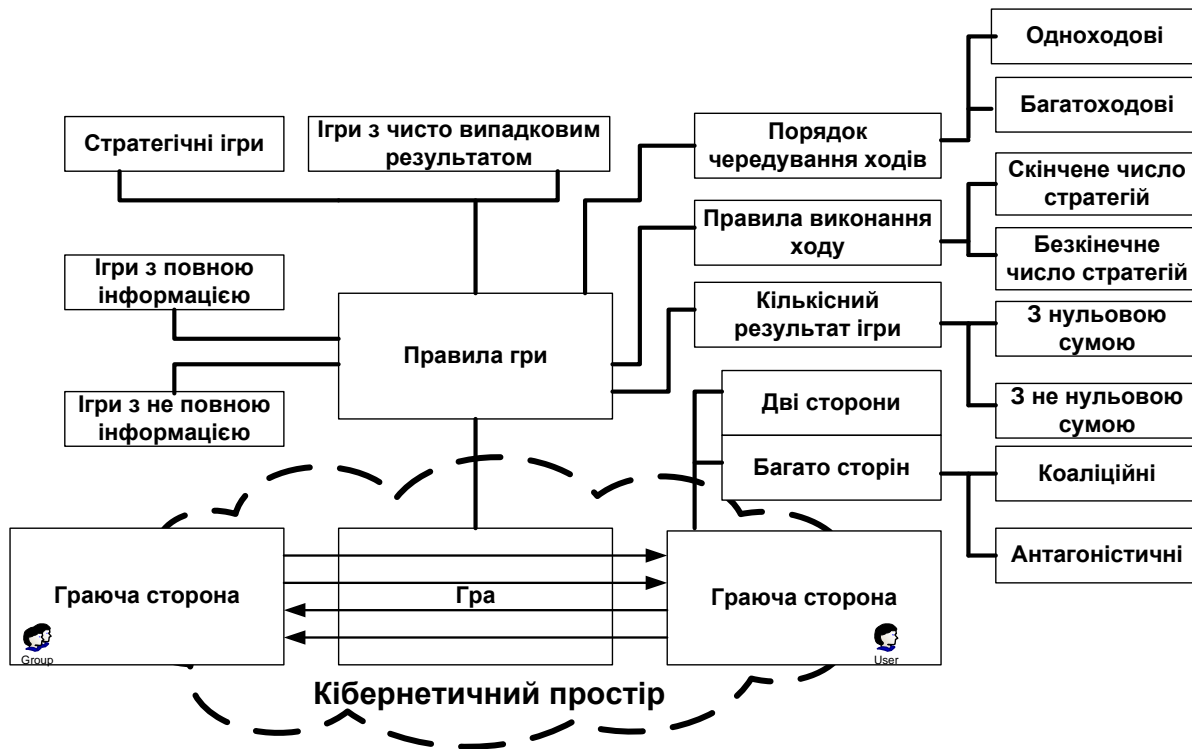 Одноходові
Багатоходові
Стратегічні ігри
Ігри з чисто випадковим
результатом
Порядок
чередування ходів
Скінчене число
стратегій
Правила виконання
ходу
Безкінечне
число стратегій
Ігри з повною
інформацією
Кількісний
результат ігри
З нульовою
сумою
Правила гри
Ігри з не повною
інформацією
Дві сторони
З не нульовою
сумою
Багато сторін
Коаліційні
Антагоністичні
Граюча сторона
Гра
Граюча сторона
Group
User
Кібернетичний простір